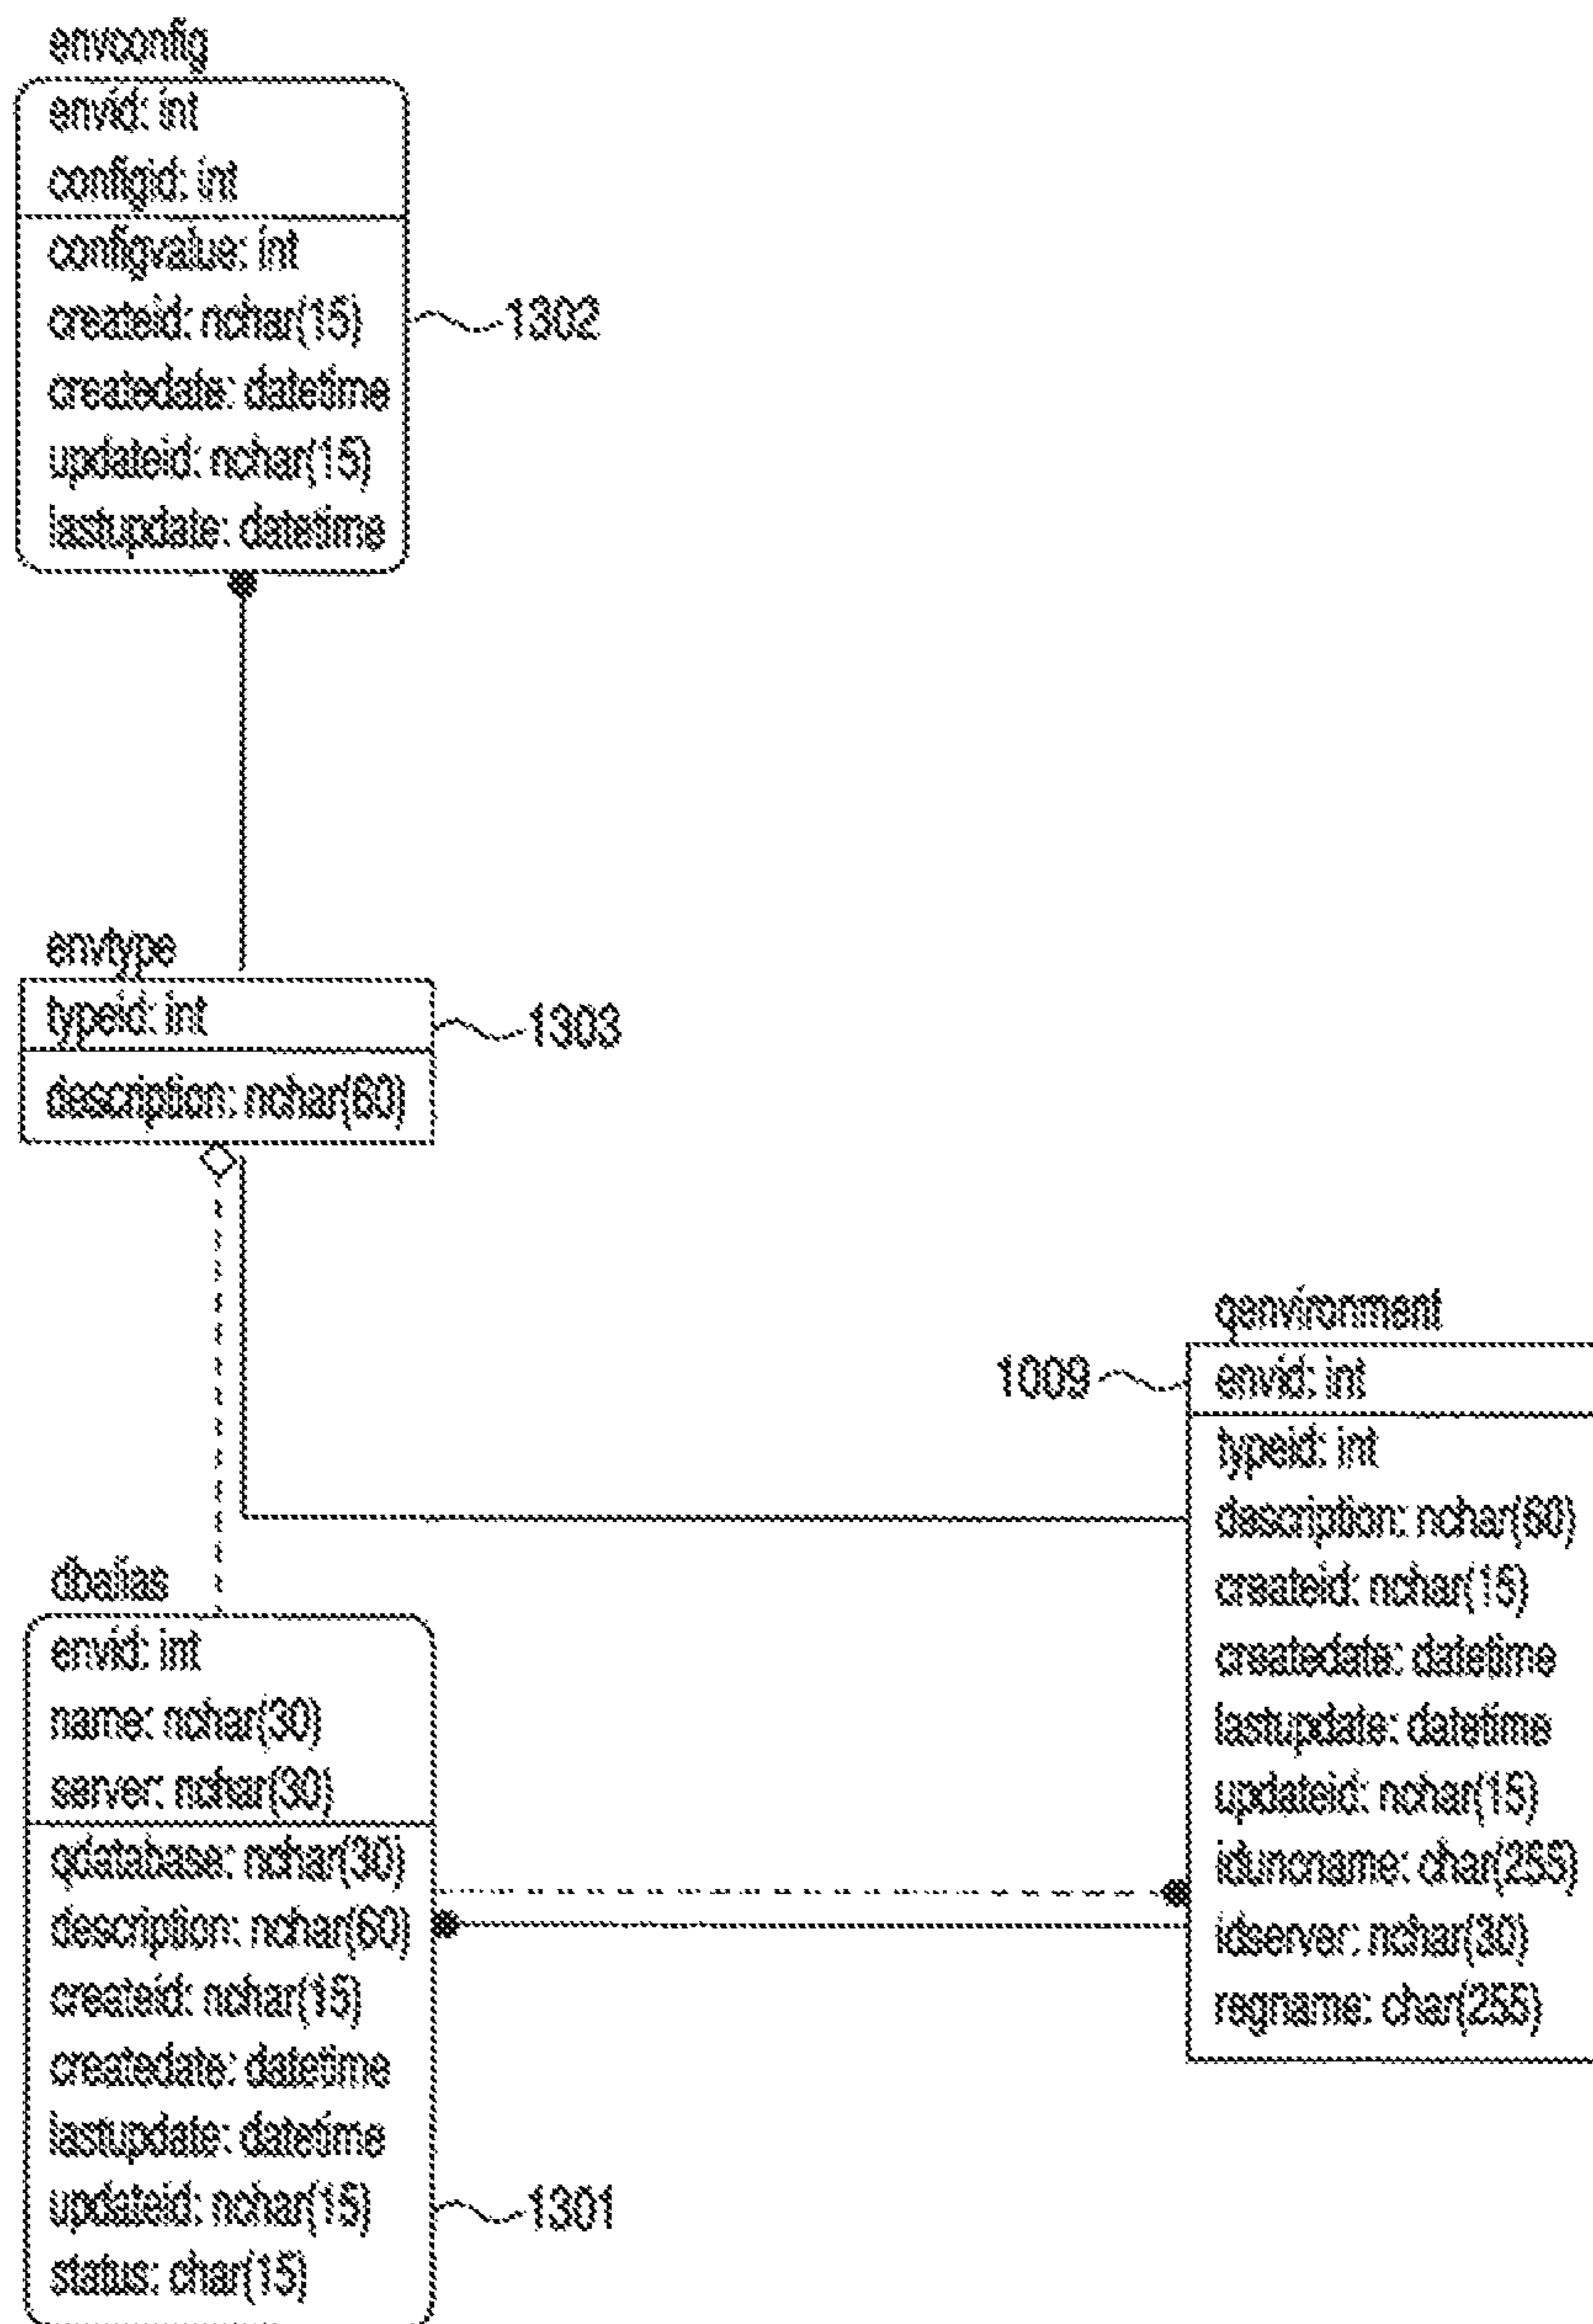 envconfig
envid: int
configid: int
configvalue: int
createid: nchar(15)
createdate: datetime
updateid: nchar(15)
lastupdate: datetime
1302
envtype
typeid: int
description: nchar(60)
1303
qenvironment
1009
envid: int
typeid: int
description: nchar(60)
createid: nchar(15)
createdate: datetime
lastupdate: datetime
updateid: nchar(15)
iduncname: char(255)
idserver: nchar(30)
regname: char(255)
dbalias
envid: int
name: nchar(30)
server: nchar(30)
qdatabase: nchar(30)
description: nchar(60)
createid: nchar(15)
createdate: datetime
lastupdate: datetime
updateid: nchar(15)
status: char(15)
1301